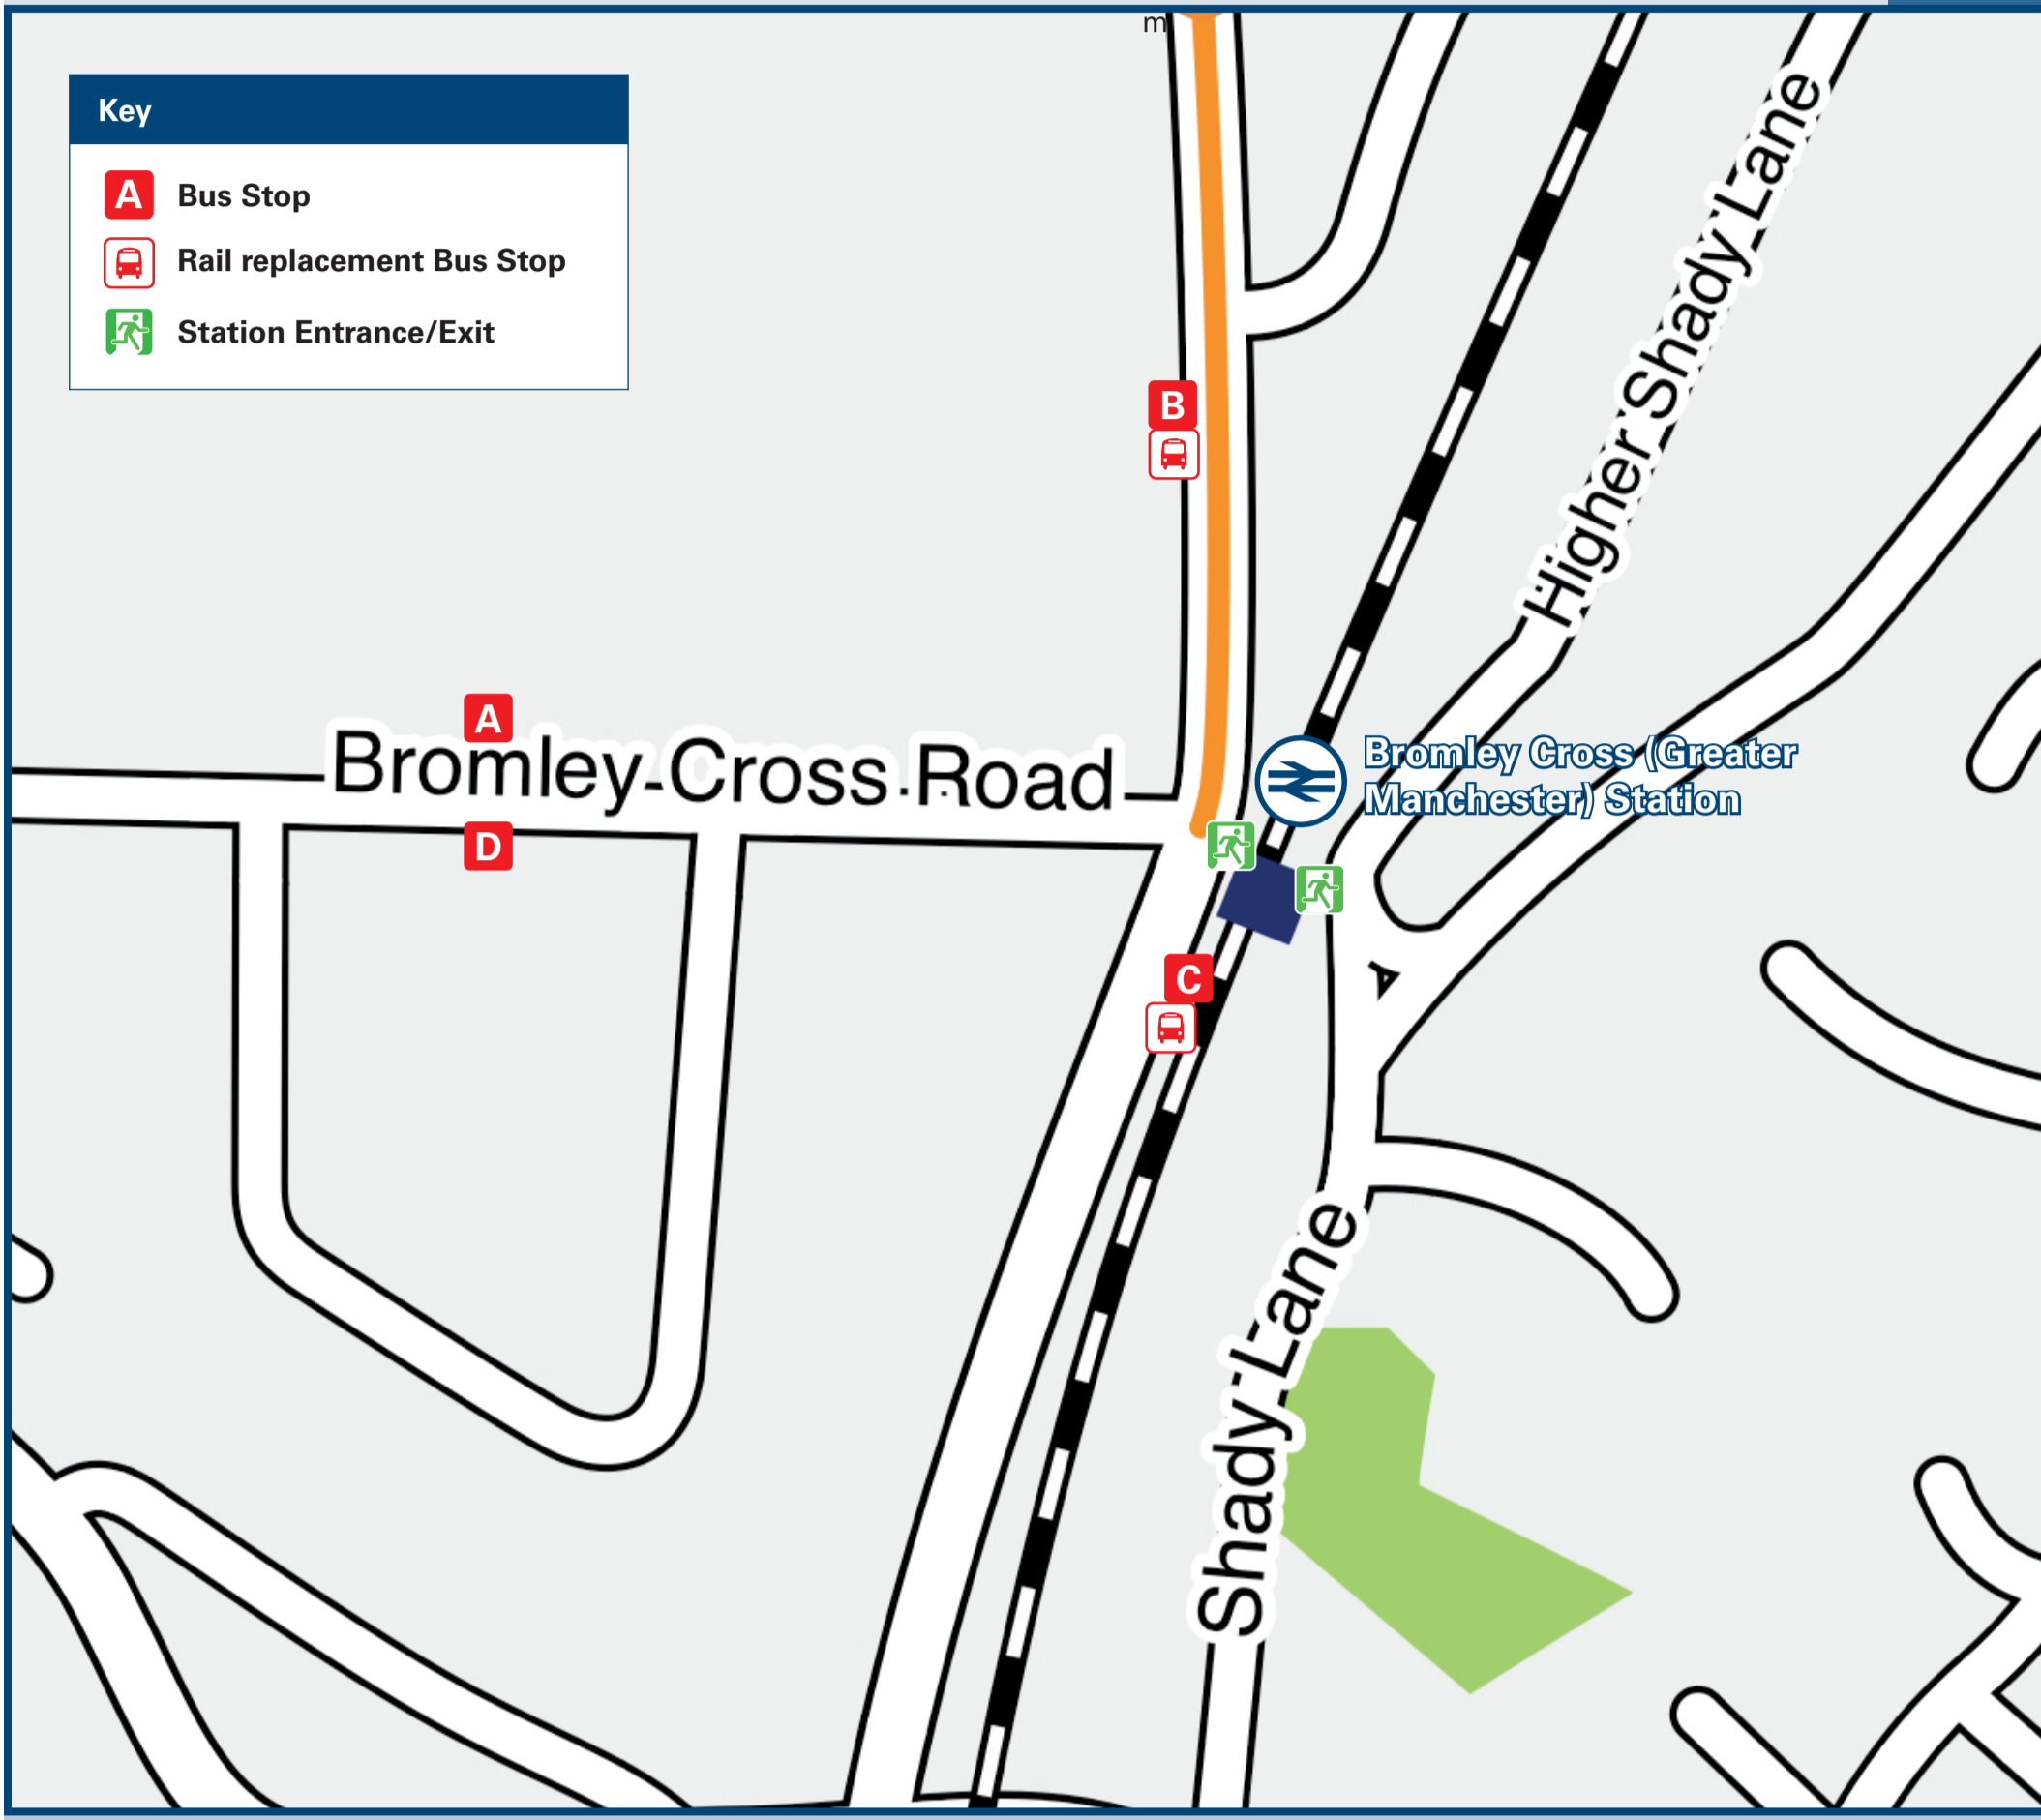 m
Key
A Bus Stop
Rail replacement Bus Stop
Station Entrance/Exit
Higher Shady Lane
B
A
Bromley Cross Road
D
Bromley Cross (Greater
Manchester) Station
C
Shady Lane